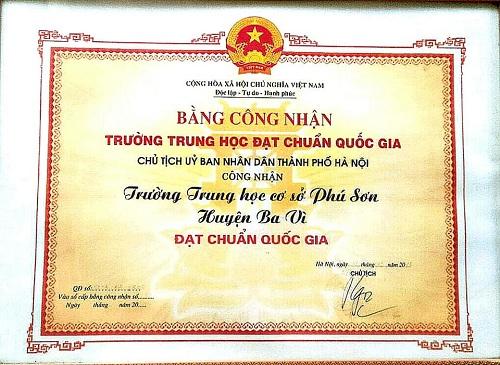 VIỆT NAM
CỘNG HÒA XÃ HỘI CHỦ NGHĨA VIỆT NAM
Độc lập - Tự do - Hạnh phúc
BẰNG CÔNG NHẬN
TRƯỜNG TRUNG HỌC ĐẠT CHUẨN QUỐC GIA
CHỦ TỊCH UỶ BAN NHÂN DÂN THÀNH PHỐ HÀ NỘI
CÔNG NHẬN
Trường Trung học cơ sở Phú Sơn
Huyện Ba Vì
ĐẠT CHUẨN QUỐC GIA
Hà Nội, ngày tháng năm 20
CHỦ TỊCH
QĐ số:
Vào sổ cấp bằng công nhận số..........
Ngày tháng năm 20.....